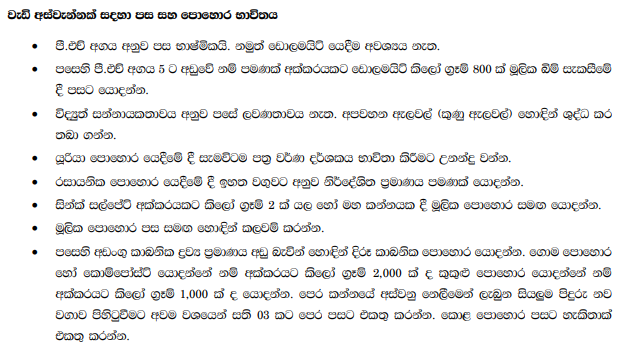 වැඩි අස්වැන්නක් සදහා පස සහ පොහොර භාවිතය
• පී.එච් අගය අනුව පස භාෂ්මිකයි. නමුත් ඩොලමයිට් යෙදීම අවශ්‍යය නැත.
• පසෙහි පී.එච් අගය 5 ට අඩුවේ නම් පමණක් අක්කරයකට ඩොලමයිට් කිලෝ ග්‍රෑම් 800 ක් මූලික බිම් සැකසීමේ
දී පසට යොදන්න.
• විද්‍යුත් සන්නායකතාවය අනුව පසේ ලවණතාවය නැත. අපවහන ඇලවල් (කුණු ඇලවල්) හොඳින් ශුද්ධ කර
තබා ගන්න.
• යූරියා පොහොර යෙදීමේ දී සැමවිටම පත්‍ර වර්ණ දර්ශකය භාවිතා කිරීමට උනන්දු වන්න.
• රසායනික පොහොර යෙදීමේ දී ඉහත වගුවට අනුව නිර්දේශිත ප්‍රමාණය පමණක් යොදන්න.
• සින්ක් සල්පේට් අක්කරයකට කිලෝ ග්‍රෑම් 2 ක් යල හෝ මහ කන්නයක දී මූලික පොහොර සමඟ යොදන්න.
• මූලික පොහොර පස සමඟ හොඳින් කලවම් කරන්න.
• පසෙහි අඩංගු කාබනික ද්‍රව්‍ය ප්‍රමාණය අඩු බැවින් හොඳින් දිරූ කාබනික පොහොර යොදන්න. ගොම පොහොර
හෝ කොම්පෝස්ට් යොදන්නේ නම් අක්කරයට කිලෝ ග්‍රෑම් 2,000 ක් ද කුකුළු පොහොර යොදන්නේ නම්
අක්කරයට කිලෝ ග්‍රෑම් 1,000 ක් ද යොදන්න. පෙර කන්නයේ අස්වනු නෙලීමෙන් ලැබුන සියලුම පිදුරු නව
වගාව පිහිටුවීමට අවම වශයෙන් සති 03 කට පෙර පසට එකතු කරන්න. කොළ පොහොර පසට හැකිතාක්
එකතු කරන්න.